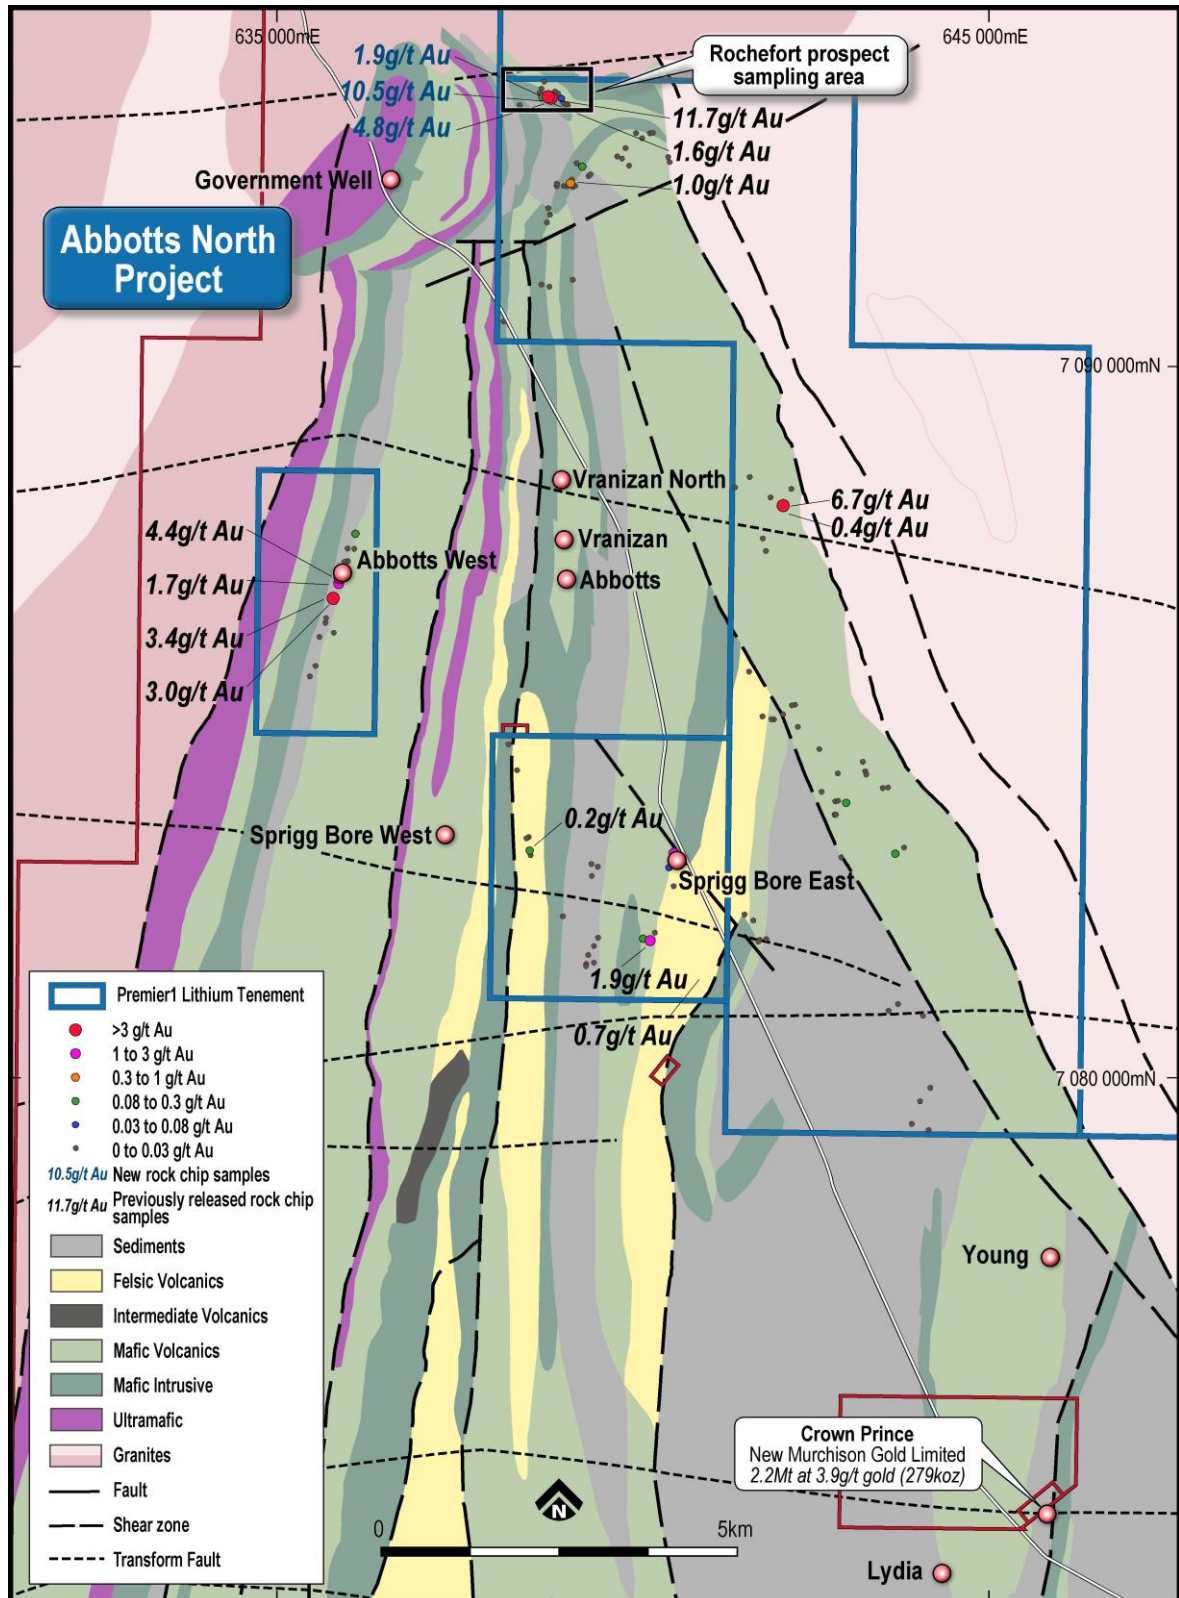 635 000mE
645 000mE
1.9g/t Au
10.5g/t Au
4.8g/t Au
Rochefort prospect
sampling area
11.7g/t Au
1.6g/t Au
1.0g/t Au
Government Well
Abbotts North
Project
7 090 000mN
Vranizan North
6.7g/t Au
0.4g/t Au
4.4g/t Au
Vranizan
Abbotts West
Abbotts
1.7g/t Au
3.4g/t Au
3.0g/t Au
0.2g/t Au
Sprigg Bore West
Sprigg Bore East
1.9g/t Au
0.7g/t Au
7 080 000mN
Premier1 Lithium Tenement
>3 g/t Au
1 to 3 g/t Au
0.3 to 1 g/t Au
0.08 to 0.3 g/t Au
0.03 to 0.08 g/t Au
0 to 0.03 g/t Au
10.5g/t Au New rock chip samples
11.7g/t Au Previously released rock chip
samples
Sediments
Felsic Volcanics
Intermediate Volcanics
Mafic Volcanics
Mafic Intrusive
Ultramafic
Granites
Fault
Shear zone
Transform Fault
Young
Crown Prince
New Murchison Gold Limited
2.2Mt at 3.9g/t gold (279koz)
N
0
5km
Lydia